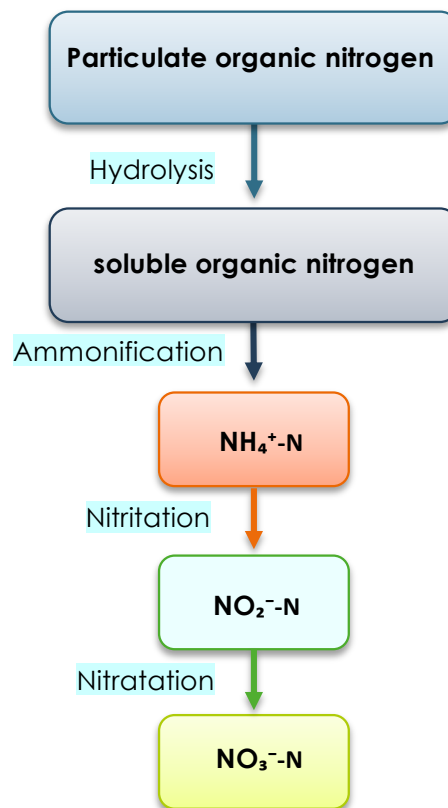 Particulate organic nitrogen
Hydrolysis
soluble organic nitrogen
Ammonification
NH₄⁺-N
Nitritation
NO₂⁻-N
Nitratation
NO₃⁻-N